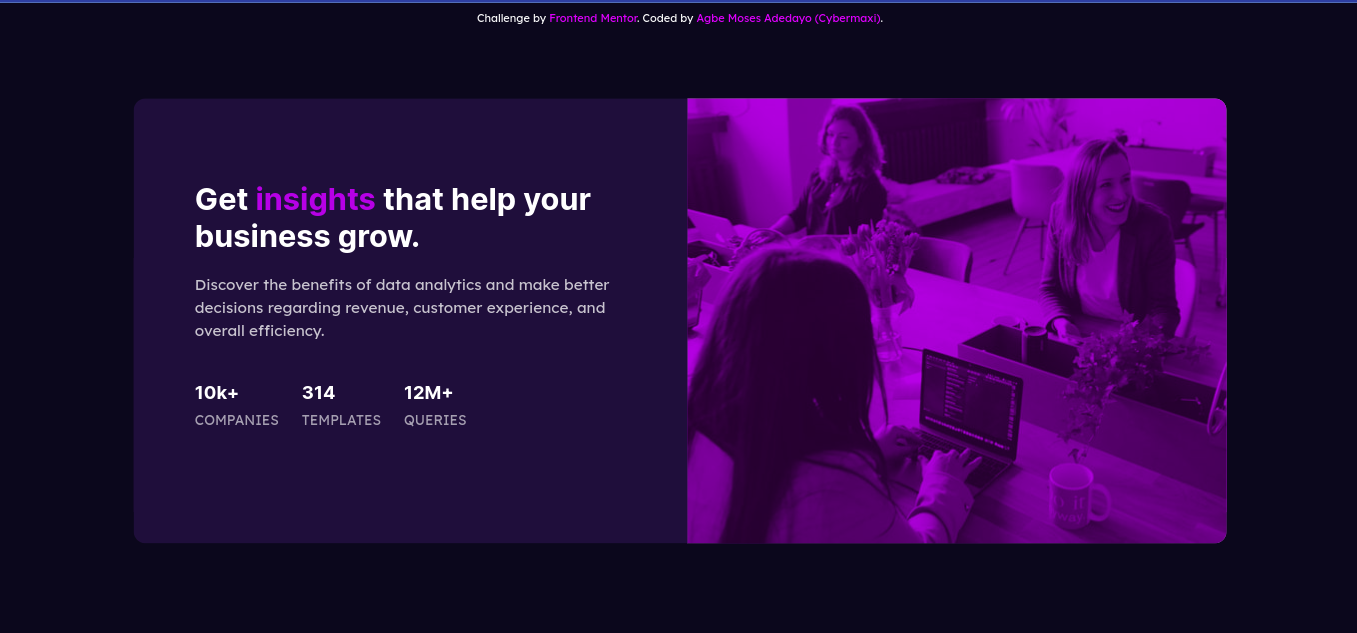 Challenge by Frontend Mentor. Coded by Agbe Moses Adedayo (Cybermaxi).
Get insights that help your
business grow.
Discover the benefits of data analytics and make better
decisions regarding revenue, customer experience, and
overall efficiency.
10k+ 314 12M+
COMPANIES TEMPLATES QUERIES